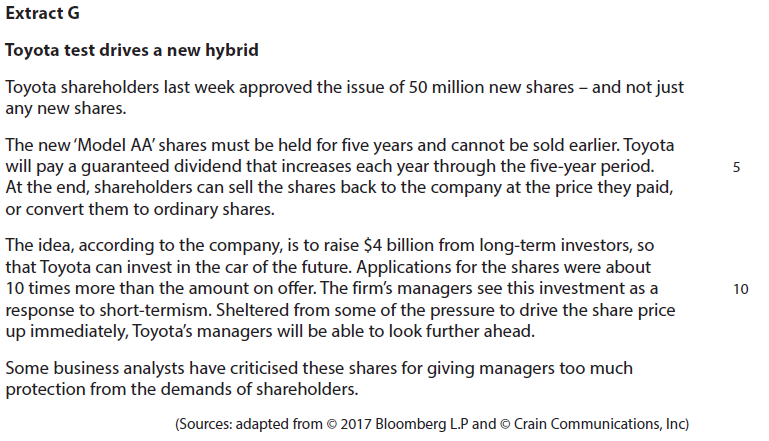 Extract G
Toyota test drives a new hybrid
Toyota shareholders last week approved the issue of 50 million new shares – and not just
any new shares.
The new ‘Model AA’ shares must be held for five years and cannot be sold earlier. Toyota
will pay a guaranteed dividend that increases each year through the five-year period. 5
At the end, shareholders can sell the shares back to the company at the price they paid,
or convert them to ordinary shares.
The idea, according to the company, is to raise $4 billion from long-term investors, so
that Toyota can invest in the car of the future. Applications for the shares were about
10 times more than the amount on offer. The firm’s managers see this investment as a 10
response to short-termism. Sheltered from some of the pressure to drive the share price
up immediately, Toyota’s managers will be able to look further ahead.
Some business analysts have criticised these shares for giving managers too much
protection from the demands of shareholders.
(Sources: adapted from © 2017 Bloomberg L.P and © Crain Communications, Inc)